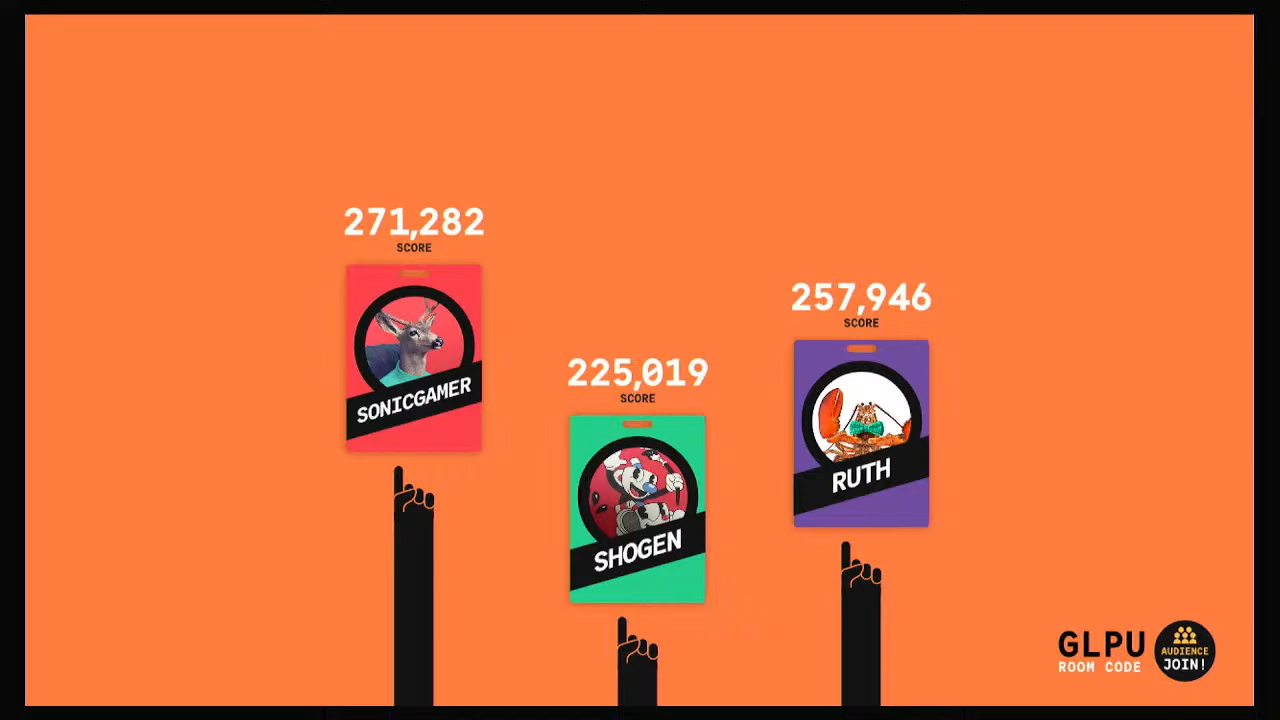 271,282
SCORE
SONICGAMER
225,019
SCORE
SHOGEN
257,946
SCORE
RUTH
GLPU
ROOM CODE
AUDIENCE
JOIN!